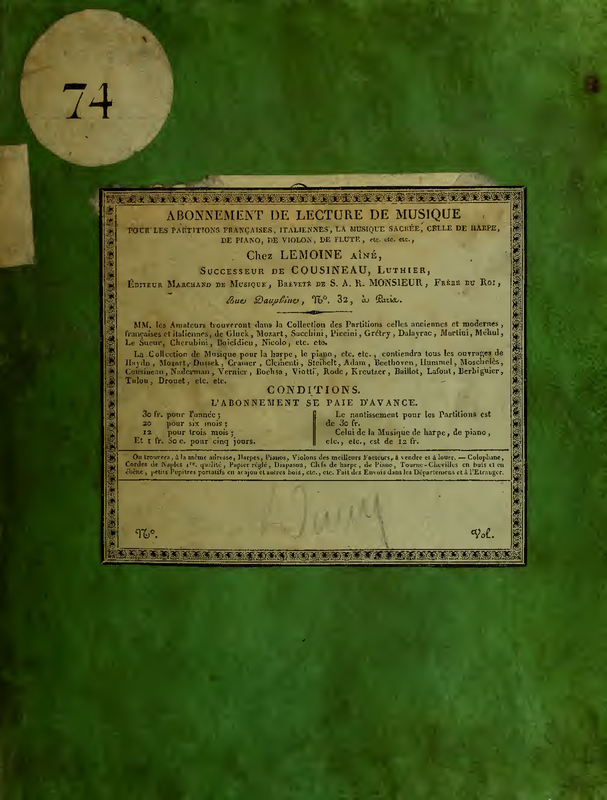 74
ABONNEMENT DE LECTURE DE MUSIQUE
POUR LES PARTITIONS FRANÇAISES, ITALIENNES, LA MUSIQUE SACRÉE, CELLE DE HARPE,
DE PIANO, DE VIOLON, DE FLUTE, etc. etc. etc.,
Chez LEMOINE AÎNÉ,
SUCCESSEUR DE COUSINEAU, LUTHIER,
ÉDITEUR MARCHAND DE MUSIQUE, BREVETÉ DE S. A. R. MONSIEUR, FRÈRE DU ROI,
Rue Dauphine, N°. 32, à Paris.
MM. les Amateurs trouveront dans la Collection des Partitions celles anciennes et modernes,
françaises et italiennes, de Gluck, Mozart, Sacchini, Piccini, Grétry, Dalayrac, Martini, Méhul,
Le Sueur, Cherubini, Boieldieu, Nicolo, etc. etc.
La Collection de Musique pour la harpe, le piano, etc. etc., contiendra tous les ouvrages de
Haydn, Mozart, Dussek, Cramer, Clementi, Steibelt, Adam, Beethoven, Hummel, Moschelès,
Cousineau, Naderman, Vernier, Bochsa, Viotti, Rode, Kreutzer, Baillot, Lafont, Berbiguier,
Tulou, Drouet, etc. etc.
CONDITIONS.
L'ABONNEMENT SE PAIE D'AVANCE.
30 fr. pour l'année;
20 pour six mois;
12 pour trois mois;
Et 1 fr. 80 c. pour cinq jours.
Le nantissement pour les Partitions est
de 30 fr.
Celui de la Musique de harpe, de piano,
etc., etc., est de 12 fr.
On trouvera, à la même adresse, Harpes, Pianos, Violons des meilleurs Facteurs, à vendre et à louer. — Colophane,
Cordes de Naples 1re. qualité, Papier réglé, Diapason, Clefs de harpe, de Piano, Tourne-Chevilles en buis et en
ébène, petits Pupitres portatifs en acajou et autres bois, etc., etc. Fait des Envois dans les Départemens et à l'Etranger.
N°. Vol.